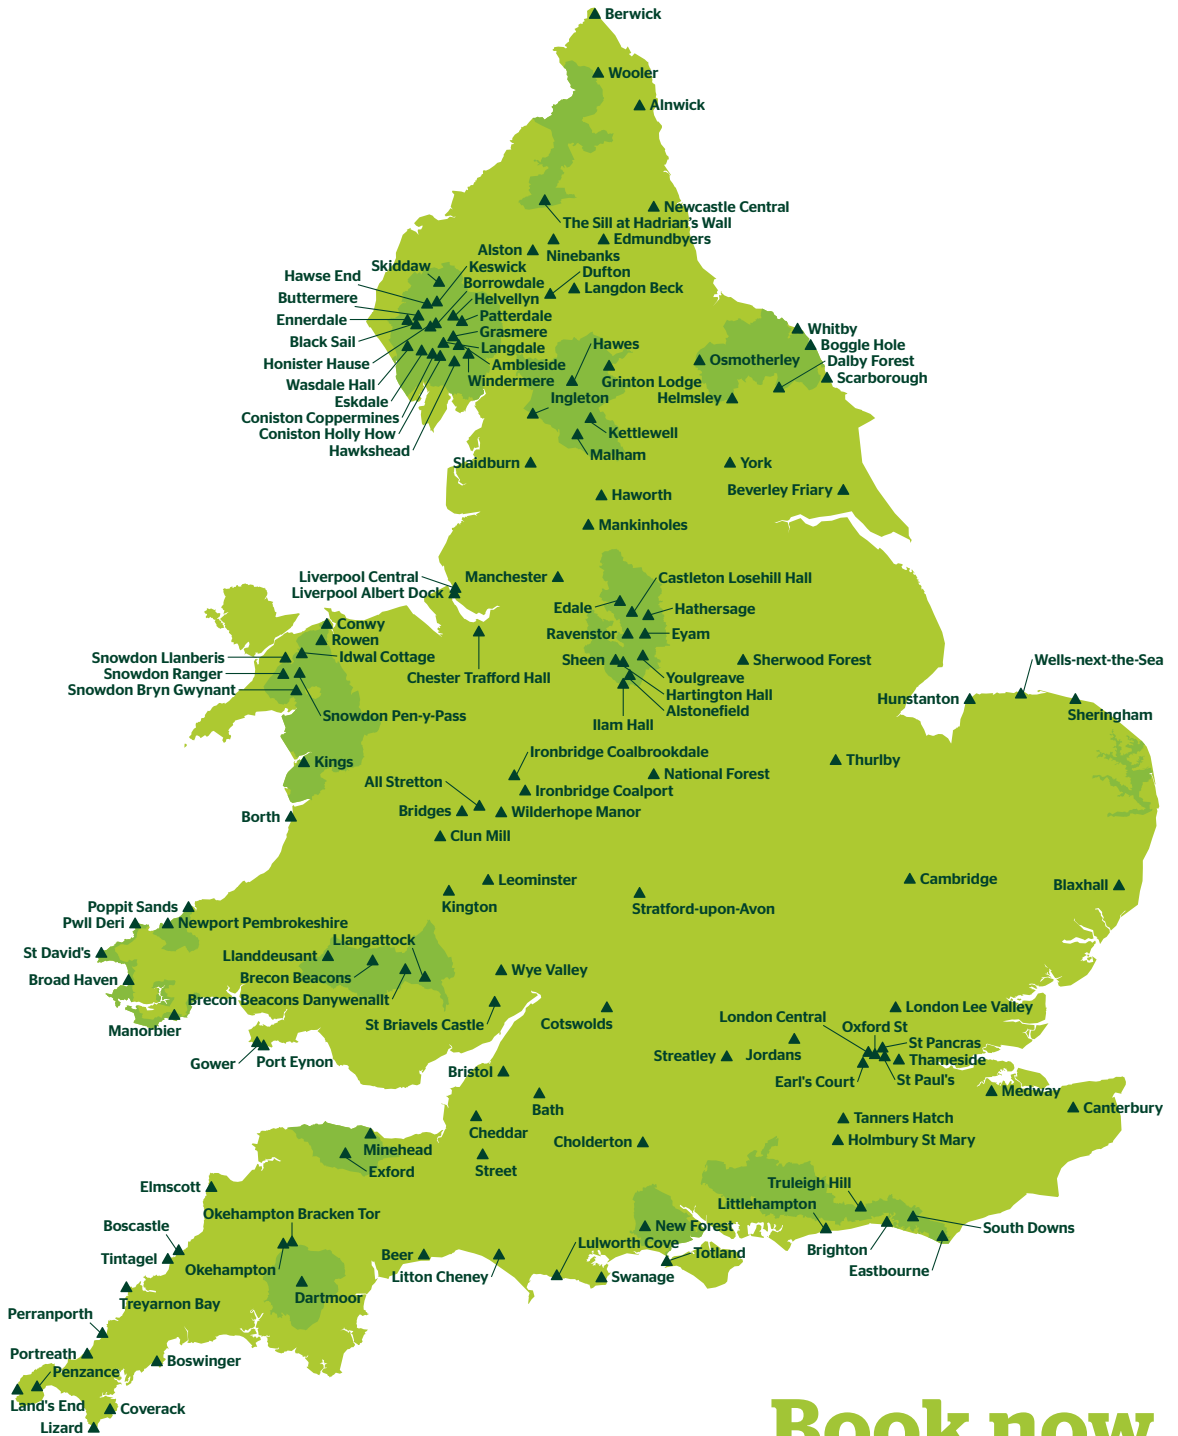 Berwick
Wooler
Alnwick
Newcastle Central
The Sill at Hadrian's Wall
Edmundbyers
Alston
Ninebanks
Skiddaw
Keswick
Dufton
Hawse End
Borrowdale
Langdon Beck
Buttermere
Helvellyn
Ennerdale
Patterdale
Whitby
Grasmere
Black Sail
Hawes
Boggle Hole
Langdale
Osmotherley
Dalby Forest
Honister Hause
Ambleside
Scarborough
Wasdale Hall
Windermere
Grinton Lodge
Eskdale
Ingleton
Helmsley
Coniston Coppermines
Coniston Holly How
Kettlewell
Hawkshead
Malham
Slaidburn
York
Beverley Friary
Haworth
Mankinholes
Liverpool Central
Manchester
Castleton Losehill Hall
Liverpool Albert Dock
Edale
Hathersage
Conwy
Ravenstor
Eyam
Rowen
Snowdon Llanberis
Idwal Cottage
Sheen
Sherwood Forest
Wells-next-the-Sea
Snowdon Ranger
Chester Trafford Hall
Youlgreave
Snowdon Bryn Gwynant
Hartington Hall
Hunstanton
Snowdon Pen-y-Pass
Alstonefield
Sheringham
Ilam Hall
Ironbridge Coalbrookdale
Kings
Thurlby
National Forest
All Stretton
Ironbridge Coalport
Borth
Bridges
Wilderhope Manor
Clun Mill
Leominster
Cambridge
Blaxhall
Poppit Sands
Kington
Stratford-upon-Avon
Pwll Deri
Newport Pembrokeshire
Llangattock
St David's
Llanddeusant
Broad Haven
Brecon Beacons
Wye Valley
Brecon Beacons Danywenallt
London Lee Valley
Manorbier
St Briavels Castle
Cotswolds
London Central
Oxford St
St Pancras
Gower
Port Eynon
Streatley
Jordans
Thameside
Bristol
Earl's Court
St Paul's
Medway
Bath
Canterbury
Cheddar
Tanners Hatch
Minehead
Cholderton
Holmbury St Mary
Exford
Street
Elmscott
Truleigh Hill
Okehampton Bracken Tor
Littlehampton
Boscastle
New Forest
South Downs
Tintagel
Lulworth Cove
Beer
Totland
Brighton
Okehampton
Litton Cheney
Swanage
Eastbourne
Dartmoor
Treyarnon Bay
Perranporth
Portreath
Boswinger
Penzance
Land's End
Coverack
Lizard
Book now